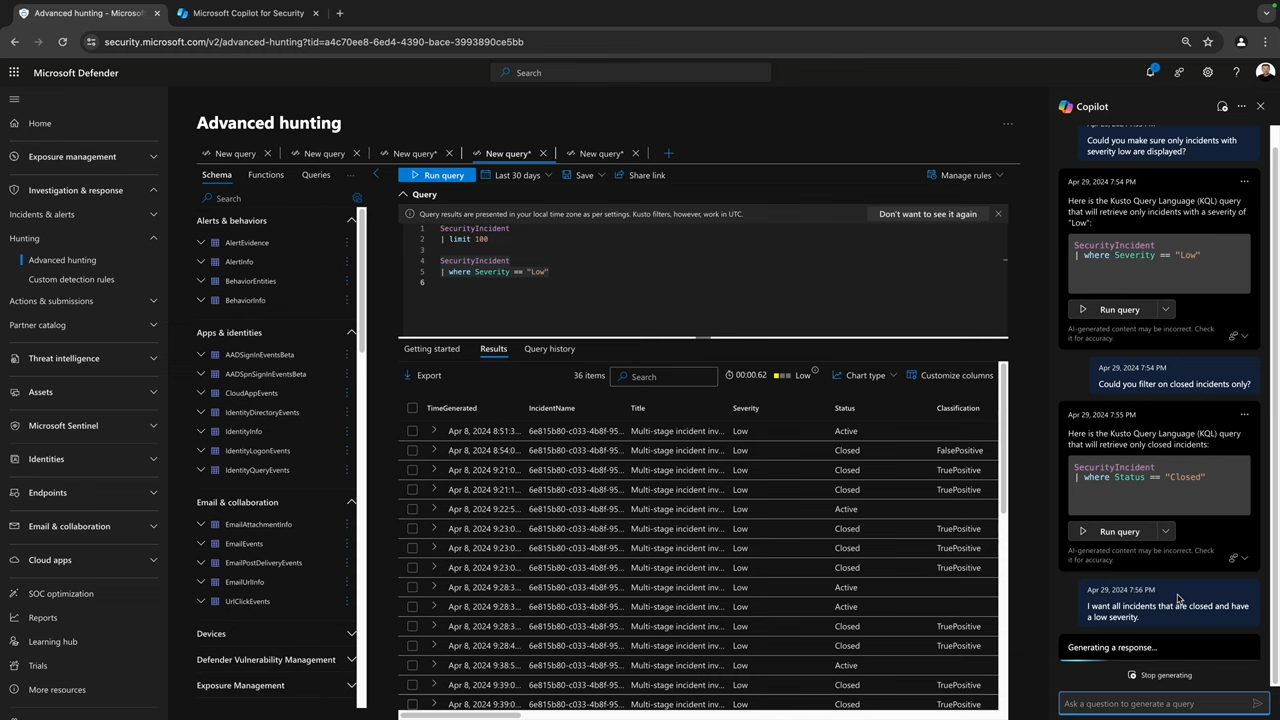 Advanced hunting - Microsoft
Microsoft Copilot for Security
security.microsoft.com/v2/advanced-hunting?tid=a4c70ee8-6ed4-4390-bace-3993890c5ebb
Microsoft Defender
Search
Home
Exposure management
Investigation & response
Incidents & alerts
Hunting
Advanced hunting
Custom detection rules
Actions & submissions
Partner catalog
Threat intelligence
Assets
Microsoft Sentinel
Identities
Endpoints
Email & collaboration
Cloud apps
SOC optimization
Reports
Learning hub
Trials
More resources
Advanced hunting
New query
New query
New query*
New query*
New query*
Schema
Functions
Queries
Search
Alerts & behaviors
AlertEvidence
AlertInfo
BehaviorEntities
BehaviorInfo
Apps & identities
AADSignInEventsBeta
AADSpnSignInEventsBeta
CloudAppEvents
IdentityDirectoryEvents
IdentityInfo
IdentityLogonEvents
IdentityQueryEvents
Email & collaboration
EmailAttachmentInfo
EmailEvents
EmailPostDeliveryEvents
EmailUrlInfo
UrlClickEvents
Devices
Defender Vulnerability Management
Exposure Management
Run query
Last 30 days
Save
Share link
Manage rules
Query
Query results are presented in your local time zone as per settings. Kusto filters, however, work in UTC.
Don't want to see it again
1 SecurityIncident
2 | limit 100
3
4 SecurityIncident
5 | where Severity == "Low"
6
Getting started
Results
Query history
Export
36 items
Search
00:00.62
Low
Chart type
Customize columns
TimeGenerated IncidentName Title Severity Status Classification
Apr 8, 2024 8:51:3... 6e815b80-c033-4b8f-95... Multi-stage incident inv... Low Active
Apr 8, 2024 8:54:0... 6e815b80-c033-4b8f-95... Multi-stage incident inv... Low Closed FalsePositive
Apr 8, 2024 9:21:0... 6e815b80-c033-4b8f-95... Multi-stage incident inv... Low Closed TruePositive
Apr 8, 2024 9:21:1... 6e815b80-c033-4b8f-95... Multi-stage incident inv... Low Closed TruePositive
Apr 8, 2024 9:22:5... 6e815b80-c033-4b8f-95... Multi-stage incident inv... Low Active
Apr 8, 2024 9:23:0... 6e815b80-c033-4b8f-95... Multi-stage incident inv... Low Closed TruePositive
Apr 8, 2024 9:23:0... 6e815b80-c033-4b8f-95... Multi-stage incident inv... Low Closed TruePositive
Apr 8, 2024 9:23:0... 6e815b80-c033-4b8f-95... Multi-stage incident inv... Low Closed TruePositive
Apr 8, 2024 9:28:3... 6e815b80-c033-4b8f-95... Multi-stage incident inv... Low Active
Apr 8, 2024 9:28:3... 6e815b80-c033-4b8f-95... Multi-stage incident inv... Low Active
Apr 8, 2024 9:28:3... 6e815b80-c033-4b8f-95... Multi-stage incident inv... Low Closed TruePositive
Apr 8, 2024 9:28:4... 6e815b80-c033-4b8f-95... Multi-stage incident inv... Low Closed TruePositive
Apr 8, 2024 9:38:5... 6e815b80-c033-4b8f-95... Multi-stage incident inv... Low Active
Apr 8, 2024 9:39:0... 6e815b80-c033-4b8f-95... Multi-stage incident inv... Low Closed TruePositive
Apr 8, 2024 9:39:0... 6e815b80-c033-4b8f-95... Multi-stage incident inv... Low Closed TruePositive
Copilot
Could you make sure only incidents with
severity low are displayed?
Apr 29, 2024 7:54 PM
Here is the Kusto Query Language (KQL) query
that will retrieve only incidents with a severity of
"Low":
SecurityIncident
| where Severity == "Low"
Run query
AI-generated content may be incorrect. Check
it for accuracy.
Apr 29, 2024 7:54 PM
Could you filter on closed incidents only?
Apr 29, 2024 7:55 PM
Here is the Kusto Query Language (KQL) query
that will retrieve only closed incidents:
SecurityIncident
| where Status == "Closed"
Run query
AI-generated content may be incorrect. Check
it for accuracy.
Apr 29, 2024 7:56 PM
I want all incidents that are closed and have
a low severity.
Generating a response...
Stop generating
Ask a question to generate a query